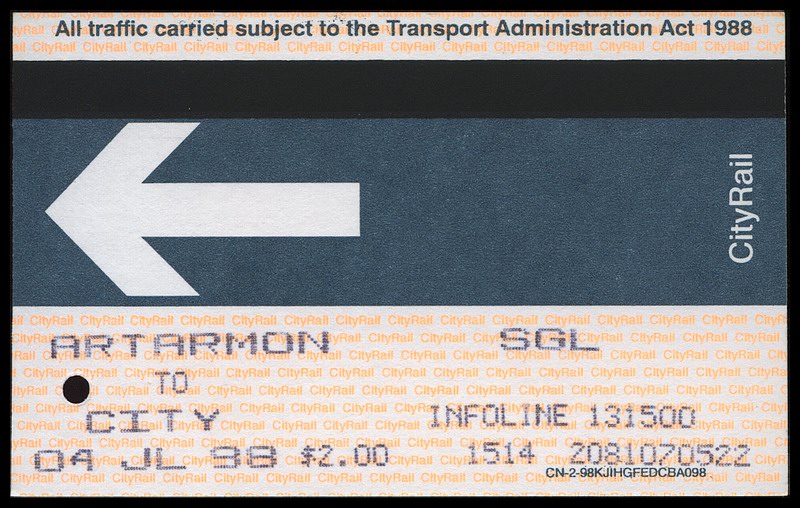 All traffic carried subject to the Transport Administration Act 1988
CityRail
ARTARMON SGL
TO
CITY INFOLINE 131500
04 JL 98 $2.00 1514 2081070522
CN-2-98KJIHGFEDCBA098